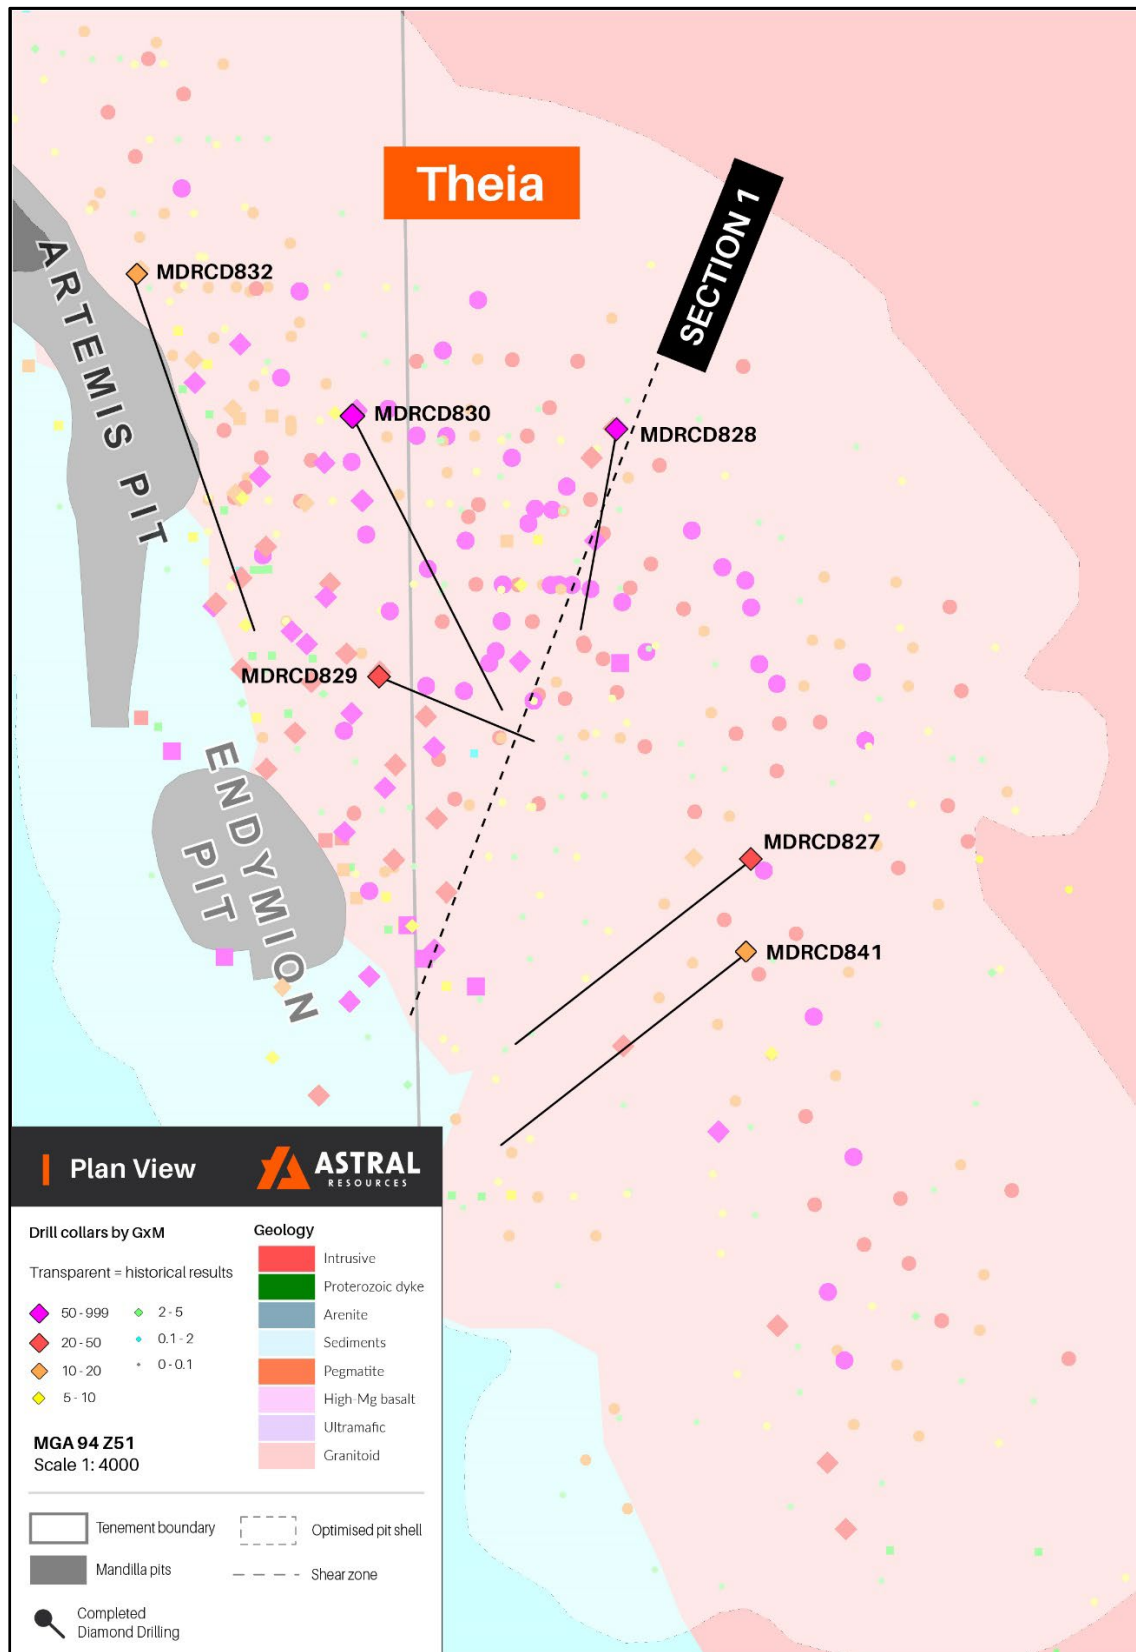 Theia
SECTION 1
ARTEMIS PIT
MDRCD832
MDRCD830
MDRCD828
MDRCD829
ENDYMION
PIT
MDRCD827
MDRCD841
Plan View
ASTRAL
RESOURCES
Drill collars by GxM
Transparent = historical results
50 - 999
20 - 50
10 - 20
5 - 10
2 - 5
0.1 - 2
0 - 0.1
MGA 94 Z51
Scale 1: 4000
Geology
Intrusive
Proterozoic dyke
Arenite
Sediments
Pegmatite
High-Mg basalt
Ultramafic
Granitoid
Tenement boundary
Optimised pit shell
Mandilla pits
Shear zone
Completed
Diamond Drilling